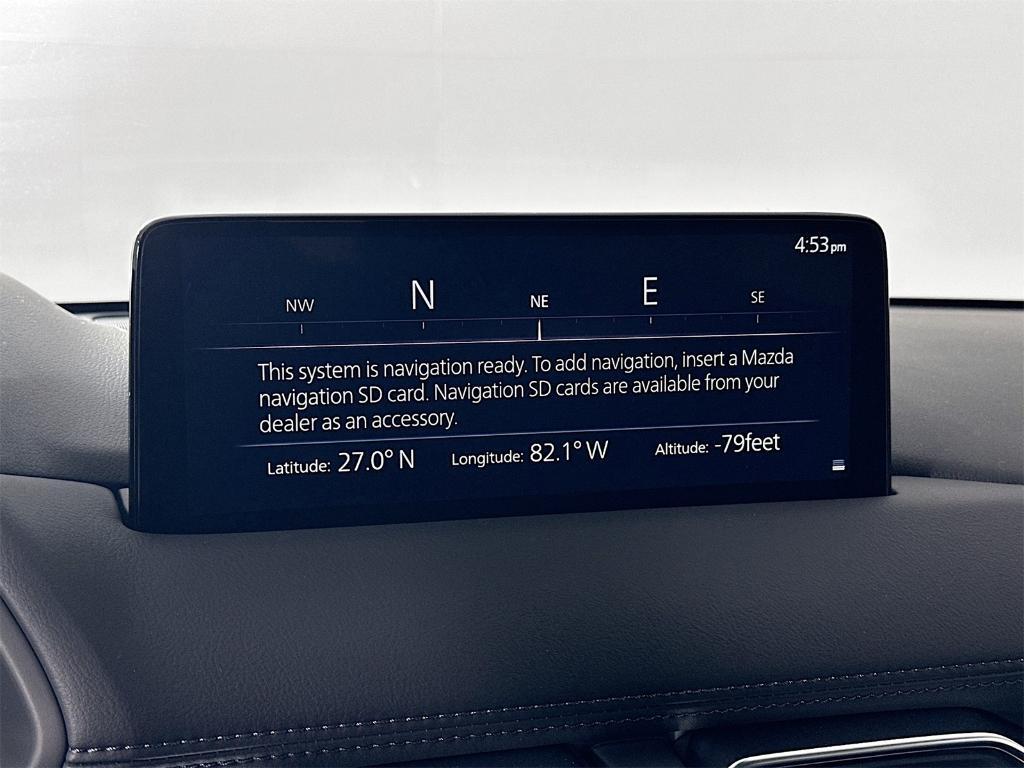 4:53pm
NW N NE E SE
This system is navigation ready. To add navigation, insert a Mazda
navigation SD card. Navigation SD cards are available from your
dealer as an accessory.
Latitude: 27.0° N Longitude: 82.1° W Altitude: -79feet